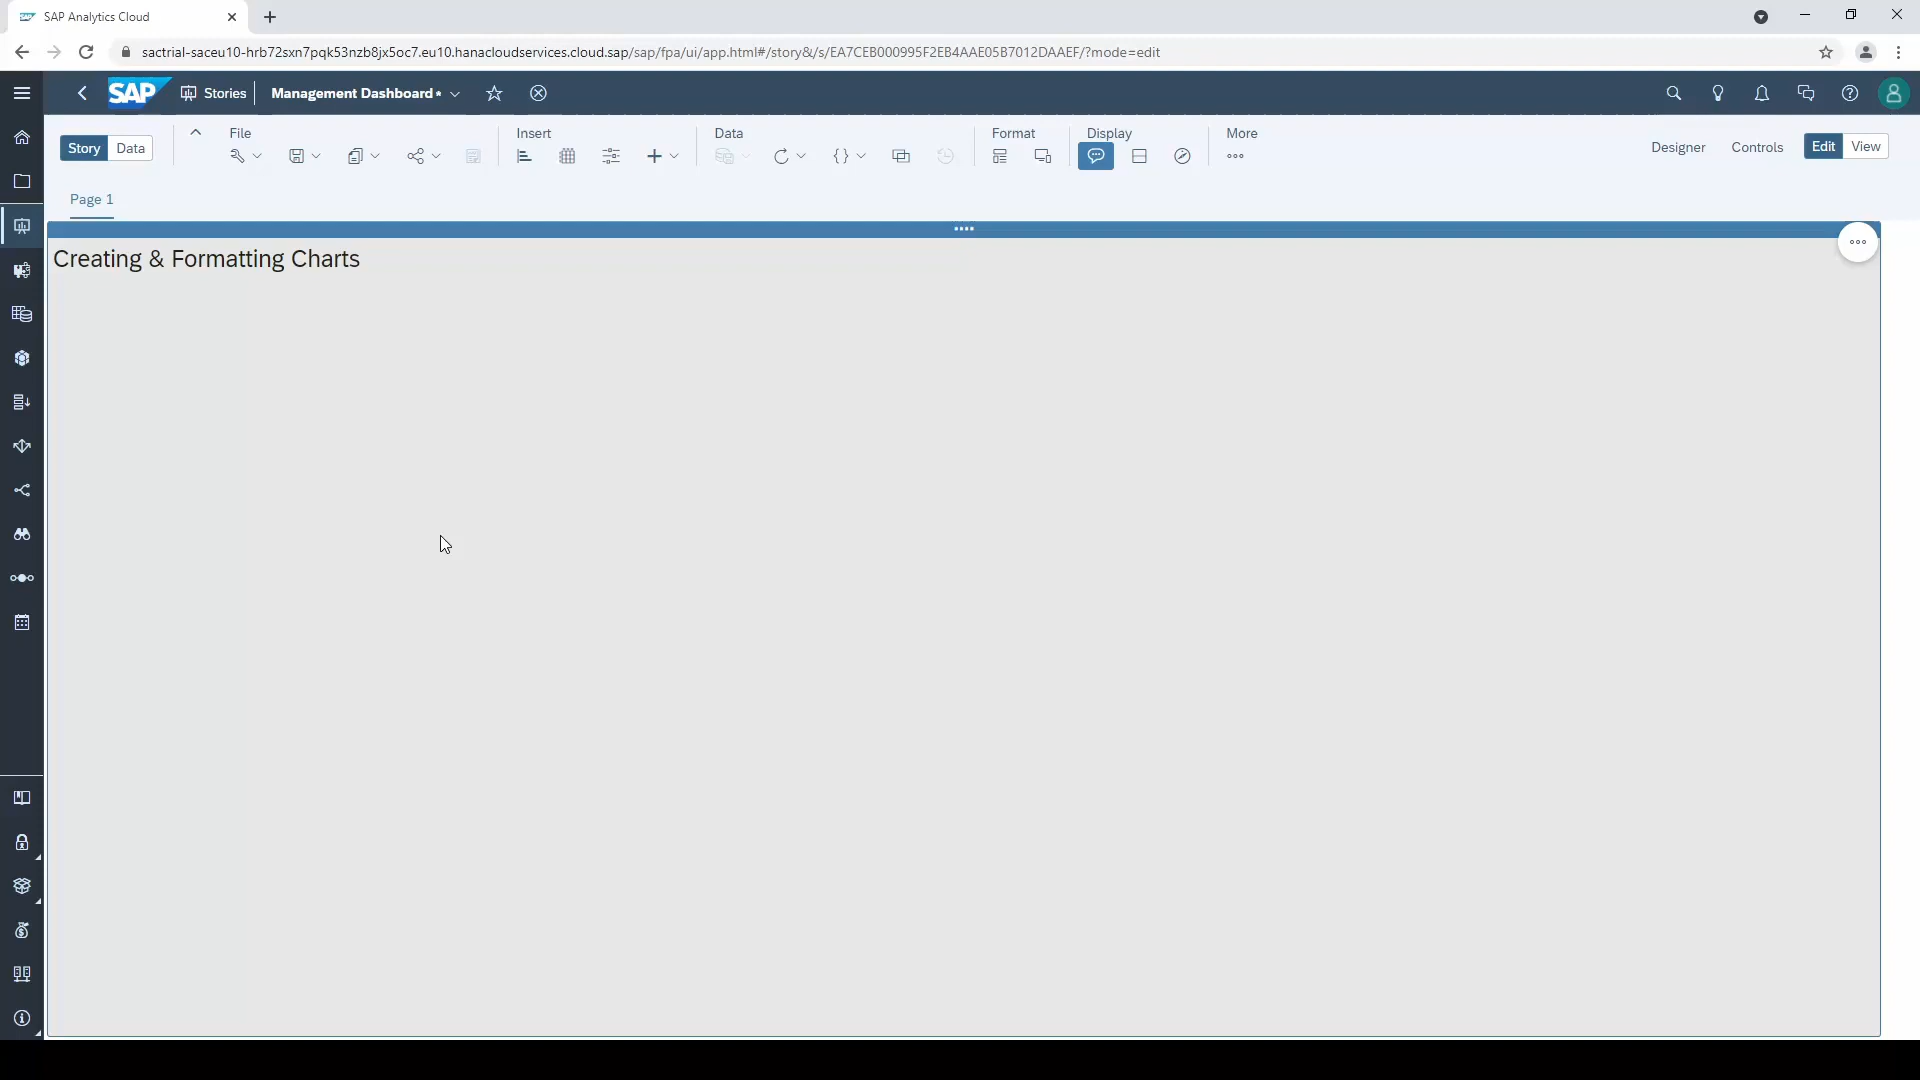 SAP Analytics Cloud
sactrial-saceu10-hrb72sxn7pqk53nzb8jx5oc7.eu10.hanacloudservices.cloud.sap/sap/fpa/ui/app.html#/story&/s/EA7CEB000995F2EB4AAE05B7012DAAEF/?mode=edit
SAP Stories Management Dashboard *
File Insert Data Format Display More
Story Data Designer Controls Edit View
Page 1
Creating & Formatting Charts